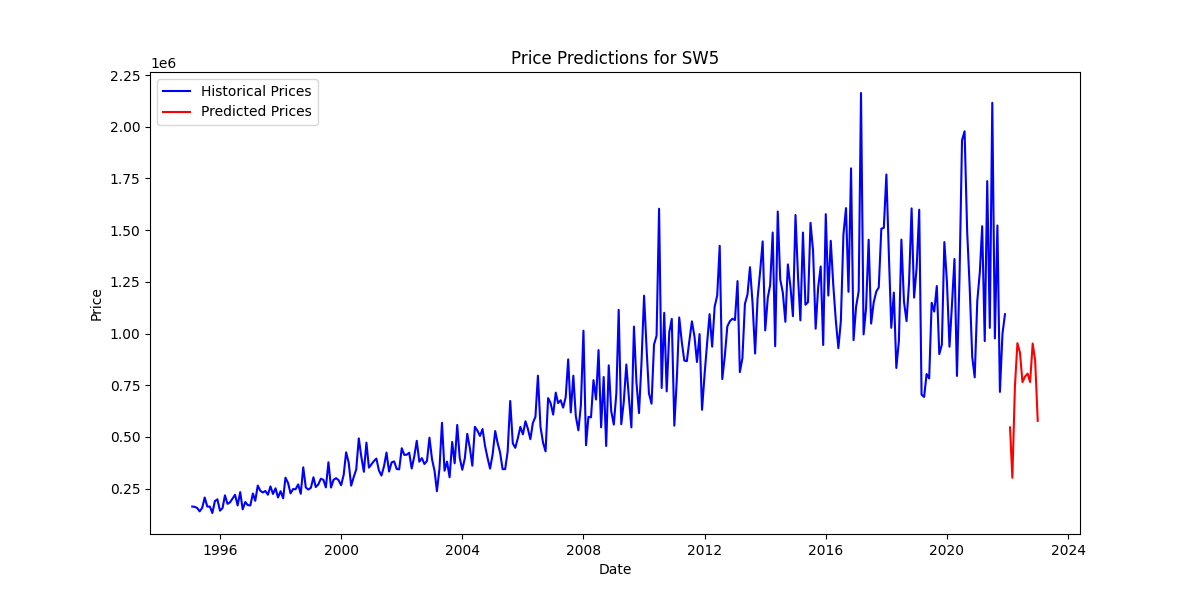 Price Predictions for SW5
1e6
Historical Prices
Predicted Prices
2.25
2.00
1.75
1.50
1.25
1.00
0.75
0.50
0.25
Price
1996 2000 2004 2008 2012 2016 2020 2024
Date